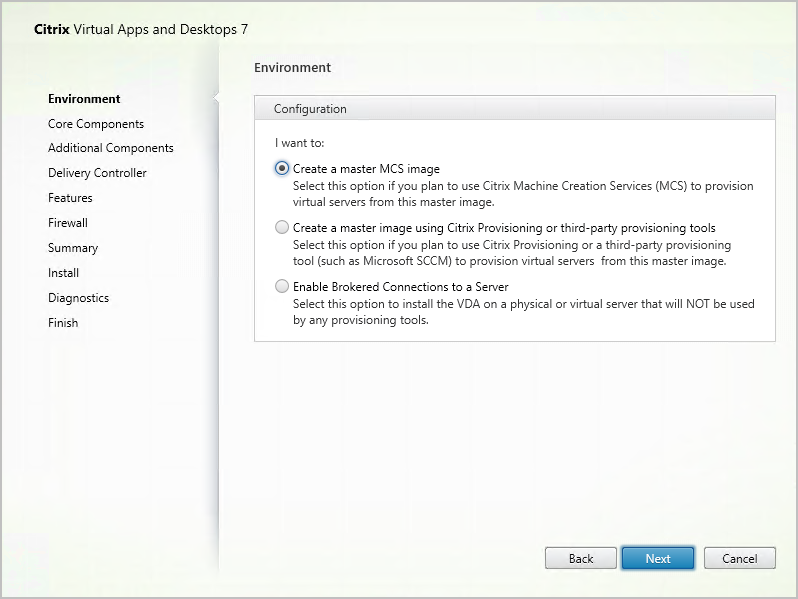 Citrix Virtual Apps and Desktops 7
Environment
Core Components
Additional Components
Delivery Controller
Features
Firewall
Summary
Install
Diagnostics
Finish
Environment
Configuration
I want to:
Create a master MCS image
Select this option if you plan to use Citrix Machine Creation Services (MCS) to provision
virtual servers from this master image.
Create a master image using Citrix Provisioning or third-party provisioning tools
Select this option if you plan to use Citrix Provisioning or a third-party provisioning
tool (such as Microsoft SCCM) to provision virtual servers from this master image.
Enable Brokered Connections to a Server
Select this option to install the VDA on a physical or virtual server that will NOT be used
by any provisioning tools.
Back
Next
Cancel